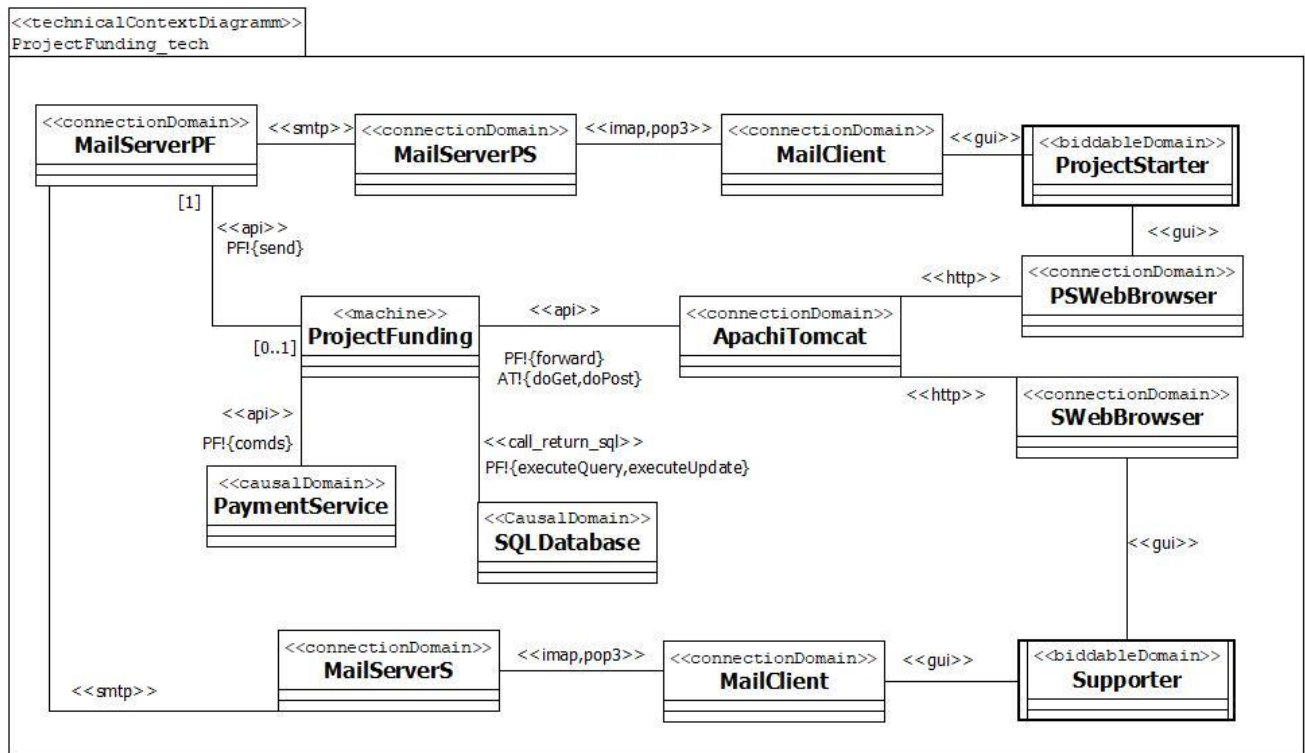 <<technicalContextDiagramm>>
ProjectFunding_tech
<<connectionDomain>>
MailServerPF
<<smtp>>
<<connectionDomain>>
MailServerPS
<<imap,pop3>>
<<connectionDomain>>
MailClient
<<gui>>
<<biddableDomain>>
ProjectStarter
[1]
<<api>>
PF!{send}
<<gui>>
<<http>>
<<connectionDomain>>
PSWebBrowser
[0..1]
<<machine>>
ProjectFunding
<<api>>
PF!{forward}
AT!{doGet,doPost}
<<connectionDomain>>
ApachiTomcat
<<http>>
<<connectionDomain>>
SWebBrowser
<<api>>
PF!{comds}
<<call_return_sql>>
PF!{executeQuery,executeUpdate}
<<causalDomain>>
PaymentService
<<CausalDomain>>
SQLDatabase
<<gui>>
<<smtp>>
<<connectionDomain>>
MailServerS
<<imap,pop3>>
<<connectionDomain>>
MailClient
<<gui>>
<<biddableDomain>>
Supporter